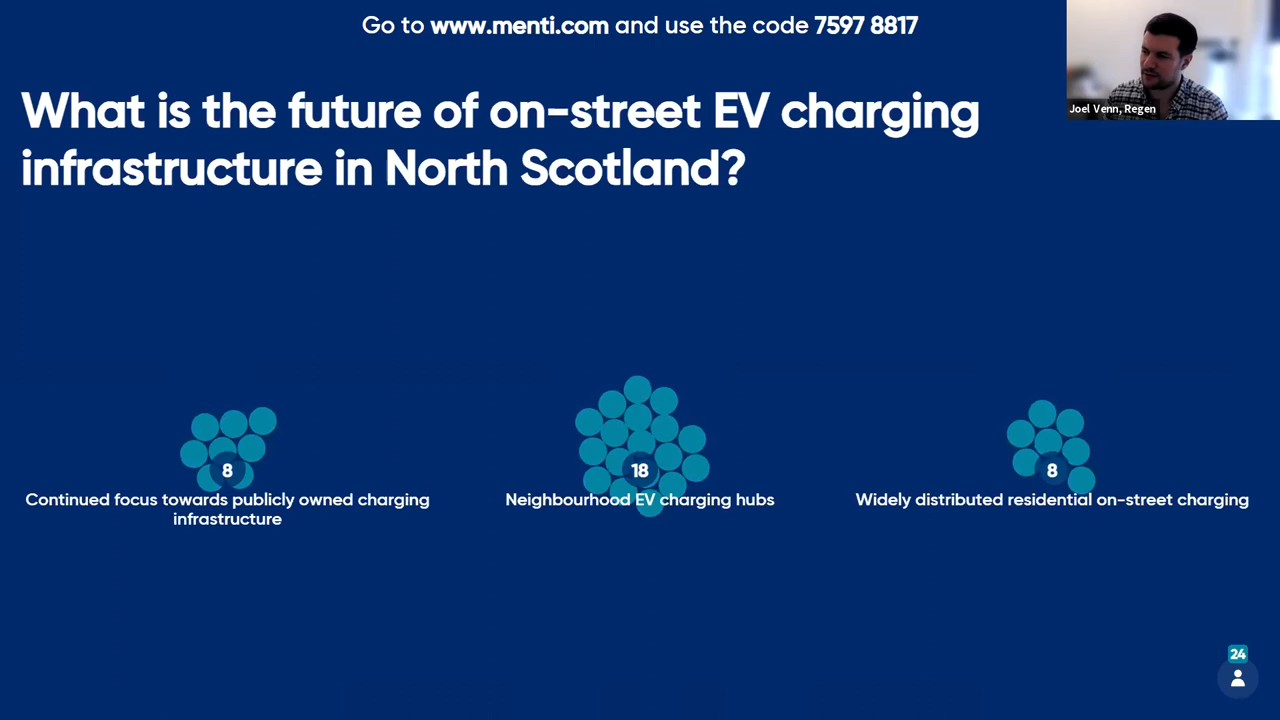 Go to www.menti.com and use the code 7597 8817
Joel Venn, Regen
What is the future of on-street EV charging
infrastructure in North Scotland?
8
Continued focus towards publicly owned charging
infrastructure
18
Neighbourhood EV charging hubs
8
Widely distributed residential on-street charging
24